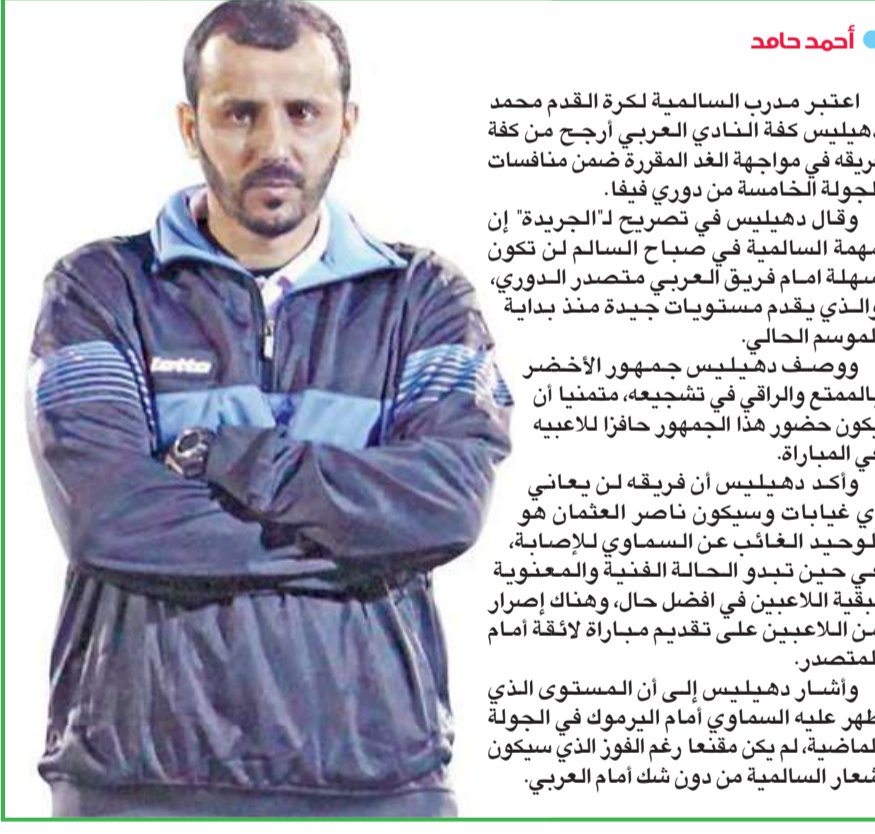 أحمد حامد
اعتبر مدرب السالمية لكرة القدم محمد
دهيليس كفة النادي العربي أرجح من كفة
فريقه في مواجهة الغد المقررة ضمن منافسات
لجولة الخامسة من دوري فيفا.
وقال دهيليس في تصريح لـ"الجريدة" إن
مهمة السالمية في صباح السالم لن تكون
سهلة امام فريق العربي متصدر الدوري،
والذي يقدم مستويات جيدة منذ بداية
لموسم الحالي.
ووصف دهيليس جمهور الأخضر
بالممتع والراقي في تشجيعه، متمنيا أن
يكون حضور هذا الجمهور حافزا للاعبيه
في المباراة.
وأكد دهيليس أن فريقه لن يعاني
ي غيابات وسيكون ناصر العثمان هو
لوحيد الغائب عن السماوي للإصابة،
في حين تبدو الحالة الفنية والمعنوية
لبقية اللاعبين في افضل حال، وهناك إصرار
من اللاعبين على تقديم مباراة لائقة أمام
لمتصدر.
وأشار دهيليس إلى أن المستوى الذي
ظهر عليه السماوي أمام اليرموك في الجولة
لماضية، لم يكن مقنعا رغم الفوز الذي سيكون
شعار السالمية من دون شك أمام العربي.
lotto